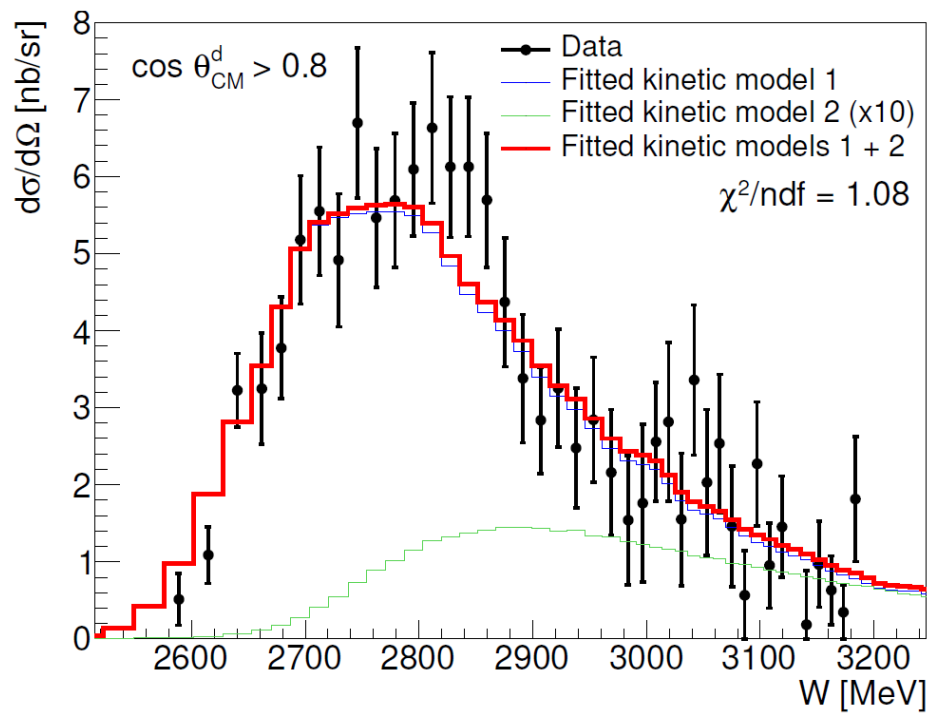 dσ/dΩ [nb/sr]
8
7
6
5
4
3
2
1
0
cos θ^d_CM > 0.8
Data
Fitted kinetic model 1
Fitted kinetic model 2 (x10)
Fitted kinetic models 1 + 2
χ²/ndf = 1.08
2600 2700 2800 2900 3000 3100 3200
W [MeV]